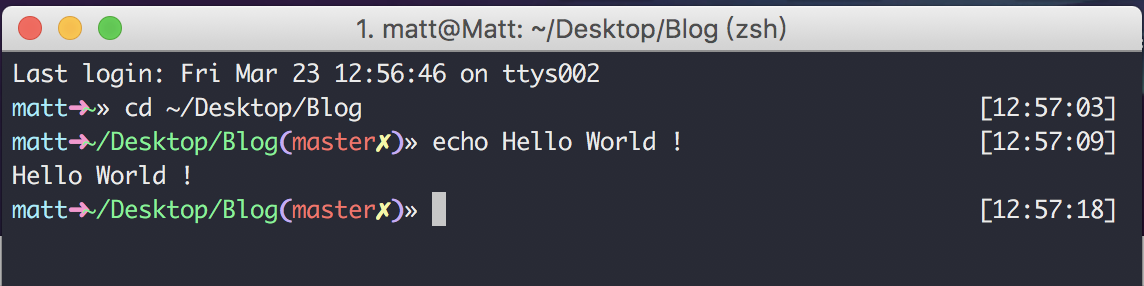 1. matt@Matt: ~/Desktop/Blog (zsh)
Last login: Fri Mar 23 12:56:46 on ttys002
matt➜~» cd ~/Desktop/Blog [12:57:03]
matt➜~/Desktop/Blog(master✗)» echo Hello World ! [12:57:09]
Hello World !
matt➜~/Desktop/Blog(master✗)» [12:57:18]